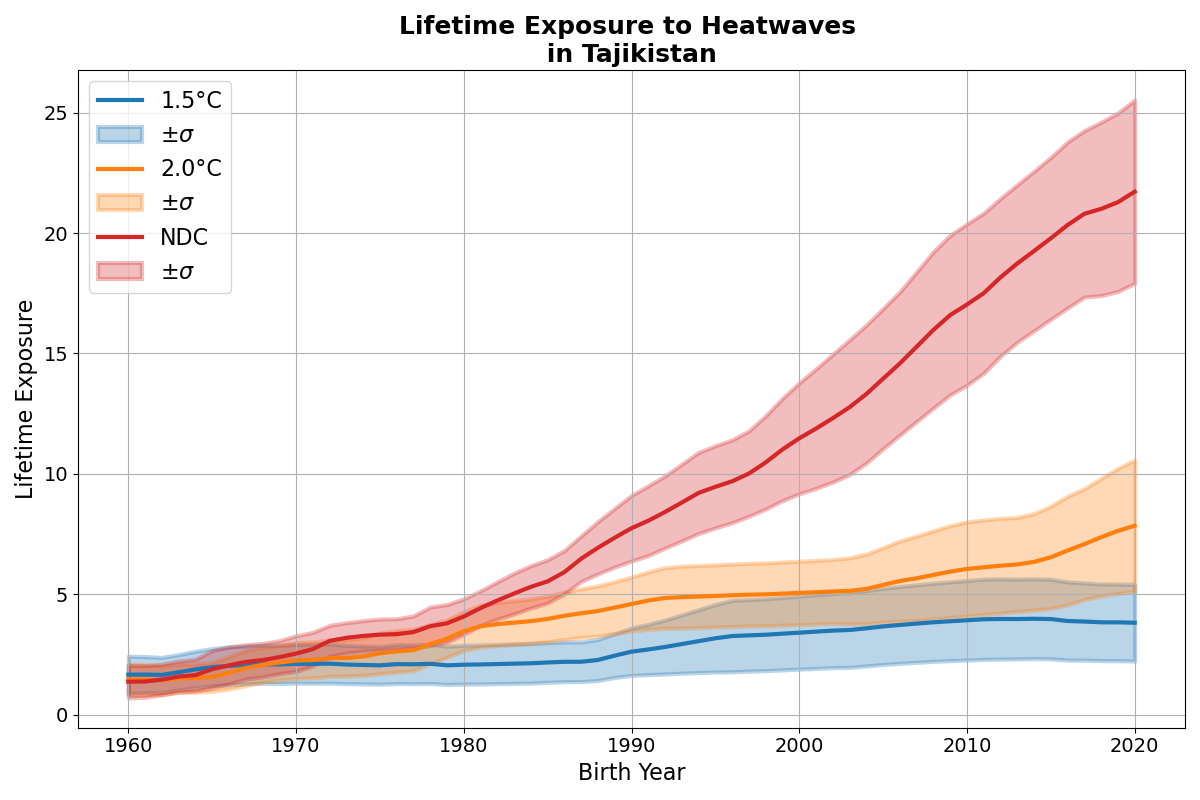 Lifetime Exposure to Heatwaves
in Tajikistan
1.5°C
±σ
2.0°C
±σ
NDC
±σ
Lifetime Exposure
25
20
15
10
5
0
1960 1970 1980 1990 2000 2010 2020
Birth Year